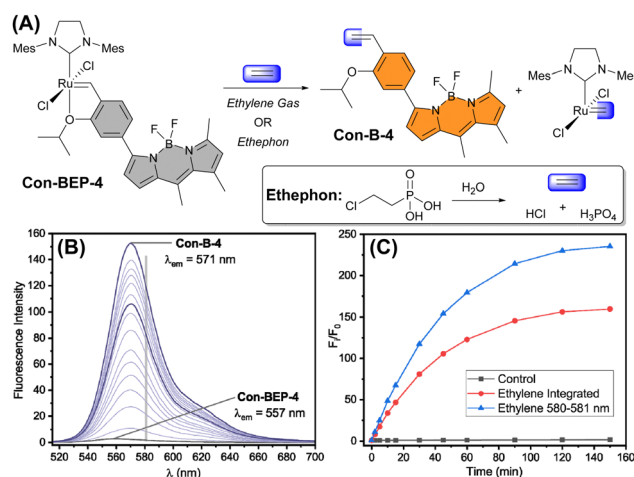 (A)
Mes
N
N
Mes
Cl
Ru
Cl
O
F
F
B
N
N
Con-BEP-4
Ethylene Gas
OR
Ethephon
O
F
F
B
N
N
Con-B-4
+
Mes
N
N
Me
Cl
Ru
Cl
Ethephon:
Cl
O
P
OH
OH
H₂O
HCl + H₃PO₄
(B)
Con-B-4
λem = 571 nm
Con-BEP-4
λem = 557 nm
Fluorescence Intensity
160
140
120
100
80
60
40
20
0
520 540 560 580 600 620 640 660 680 700
λ (nm)
(C)
Fᵢ/F₀
250
200
150
100
50
0
Control
Ethylene Integrated
Ethylene 580-581 nm
0 20 40 60 80 100 120 140 160
Time (min)